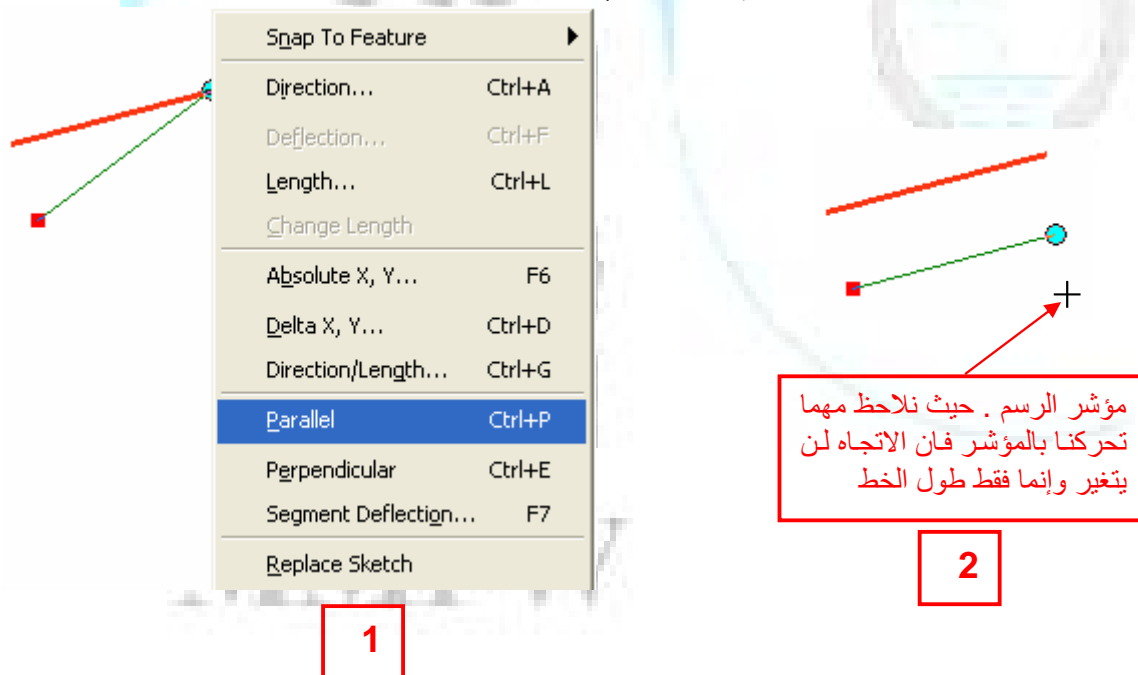 Snap To Feature
Direction... Ctrl+A
Deflection... Ctrl+F
Length... Ctrl+L
Change Length
Absolute X, Y... F6
Delta X, Y... Ctrl+D
Direction/Length... Ctrl+G
Parallel Ctrl+P
Perpendicular Ctrl+E
Segment Deflection... F7
Replace Sketch
1
مؤشر الرسم . حيث نلاحظ مهما
تحركنا بالمؤشر فان الاتجاه لن
يتغير وإنما فقط طول الخط
2